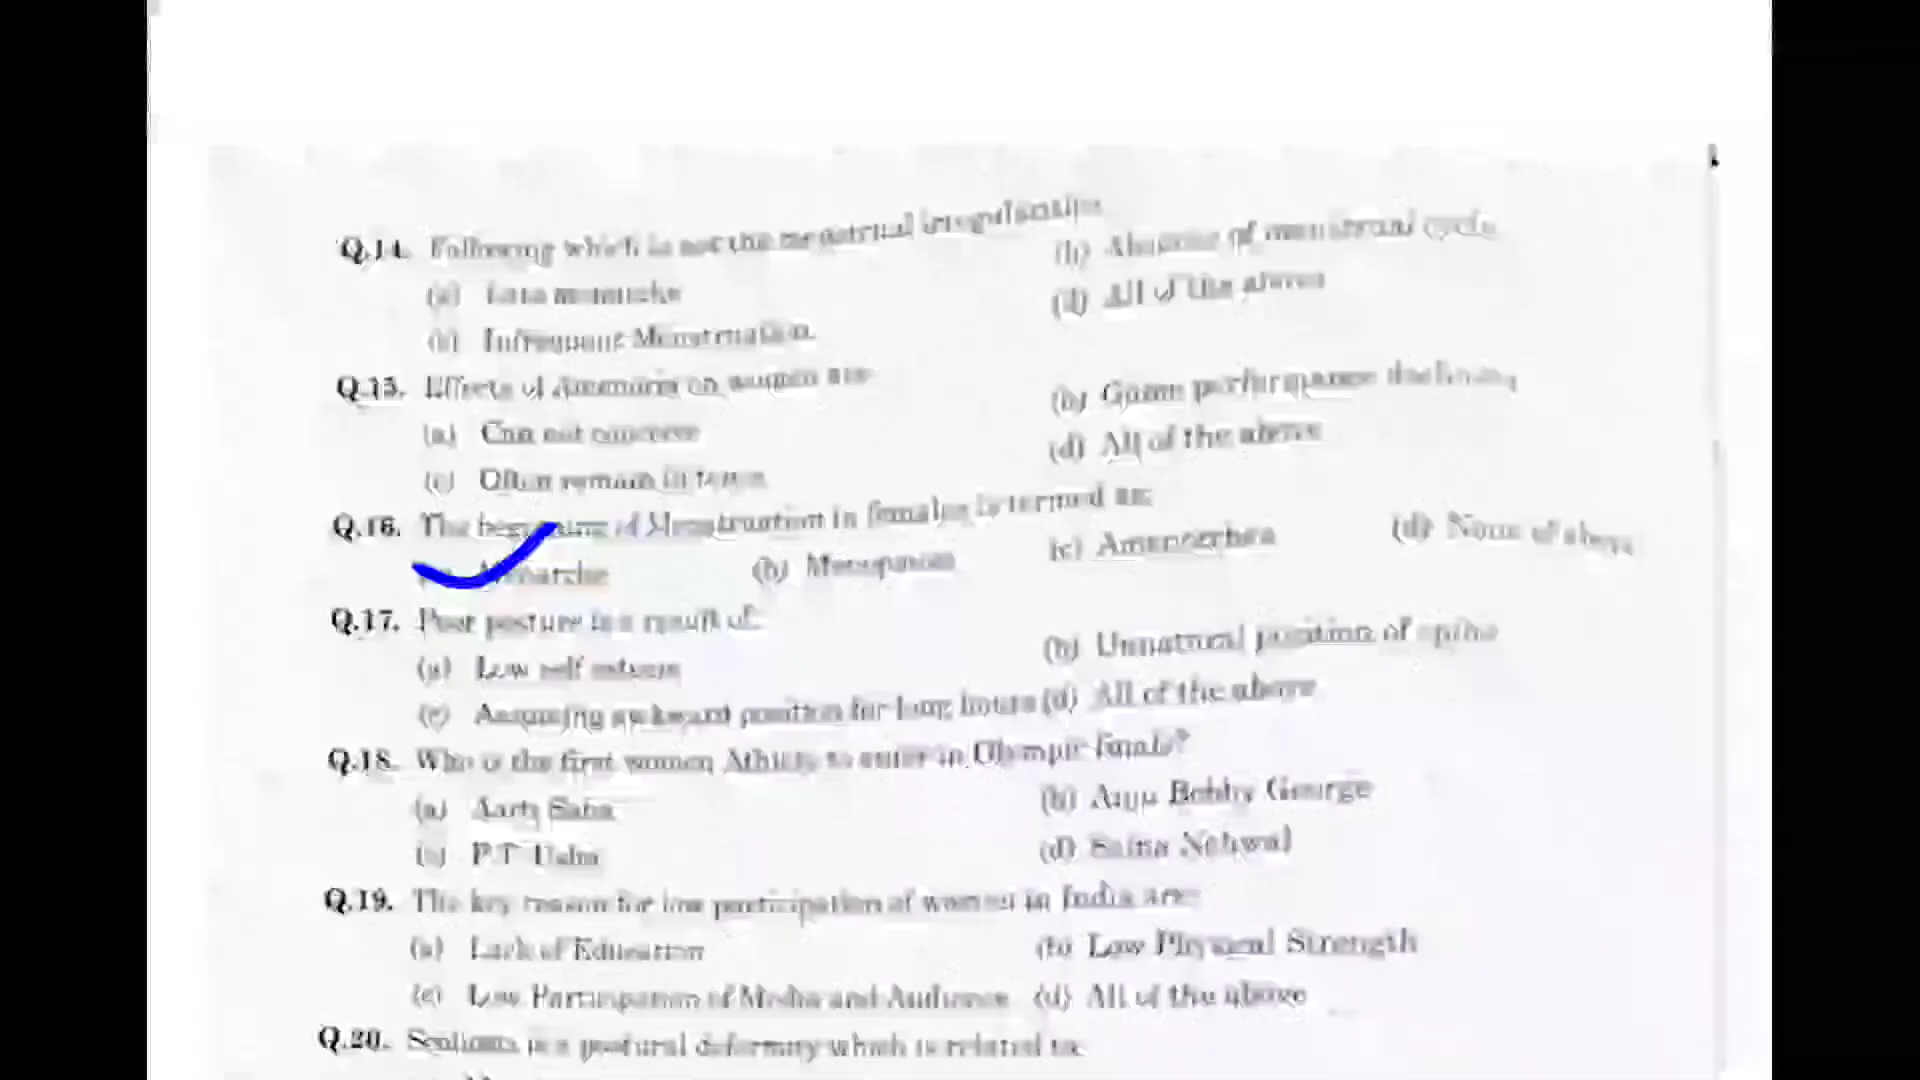 Q.14. Following which is not the menstrual irregularities
(a) Late menarche (b) Absence of menstrual cycle
(c) Infrequent Menstruation (d) All of the above
Q.15. Effects of on women are
(a) Can not conceive (b) Game performance declining
(c) Often remain in (d) All of the above
Q.16. The beginning of Menstruation in females is termed as:
Menarche (b) Menopause (c) Amenorrhea (d) None of above
Q.17. Poor posture is a result of:
(a) Low self esteem (b) Unnatural position of spine
(c) Acquiring awkward position for long hours (d) All of the above
Q.18. Who is the first women Athlete to enter in Olympic finals?
(a) Aarty Saha (b) Anju Bobby George
(c) P.T Usha (d) Saina Nehwal
Q.19. The key reason for low participation of women in India are:
(a) Lack of Education (b) Low Physical Strength
(c) Low Participation of Media and Audience (d) All of the above
Q.20. Scoliosis is a postural deformity which is related to: